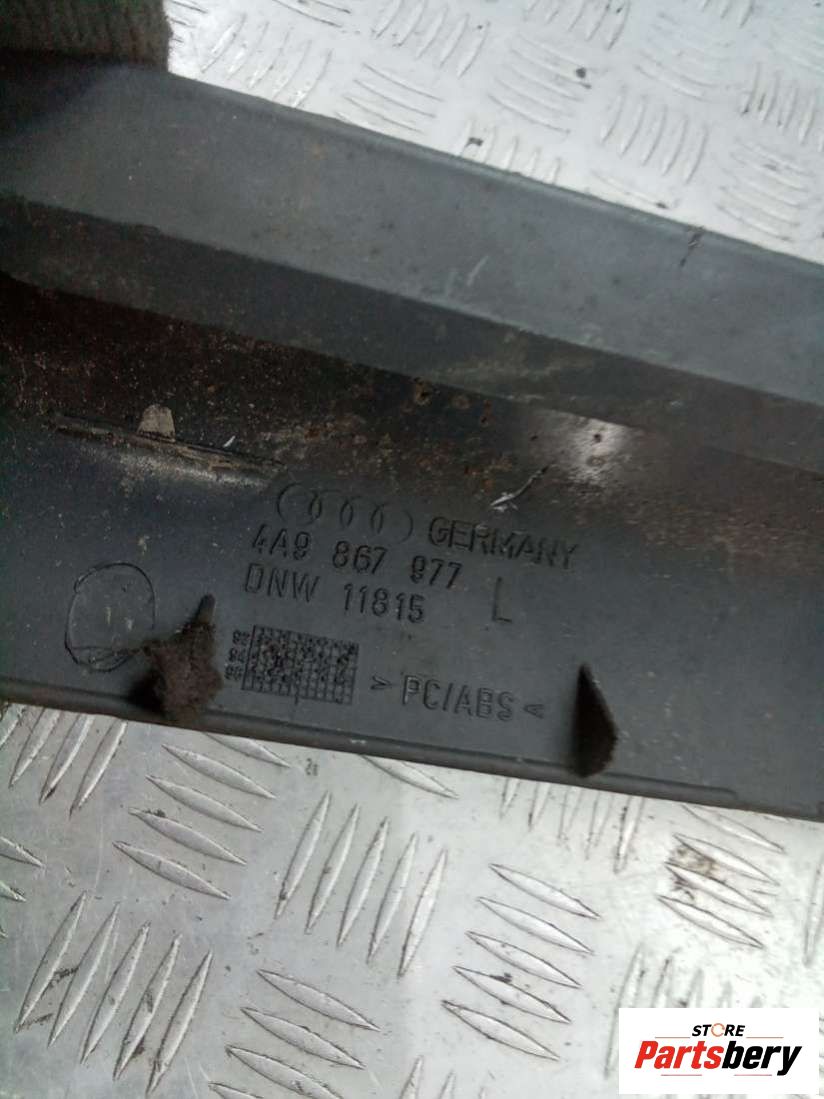 GERMANY
4A9 867 977 L
DNW 11815
> PC/ABS <
STORE
Partsbery